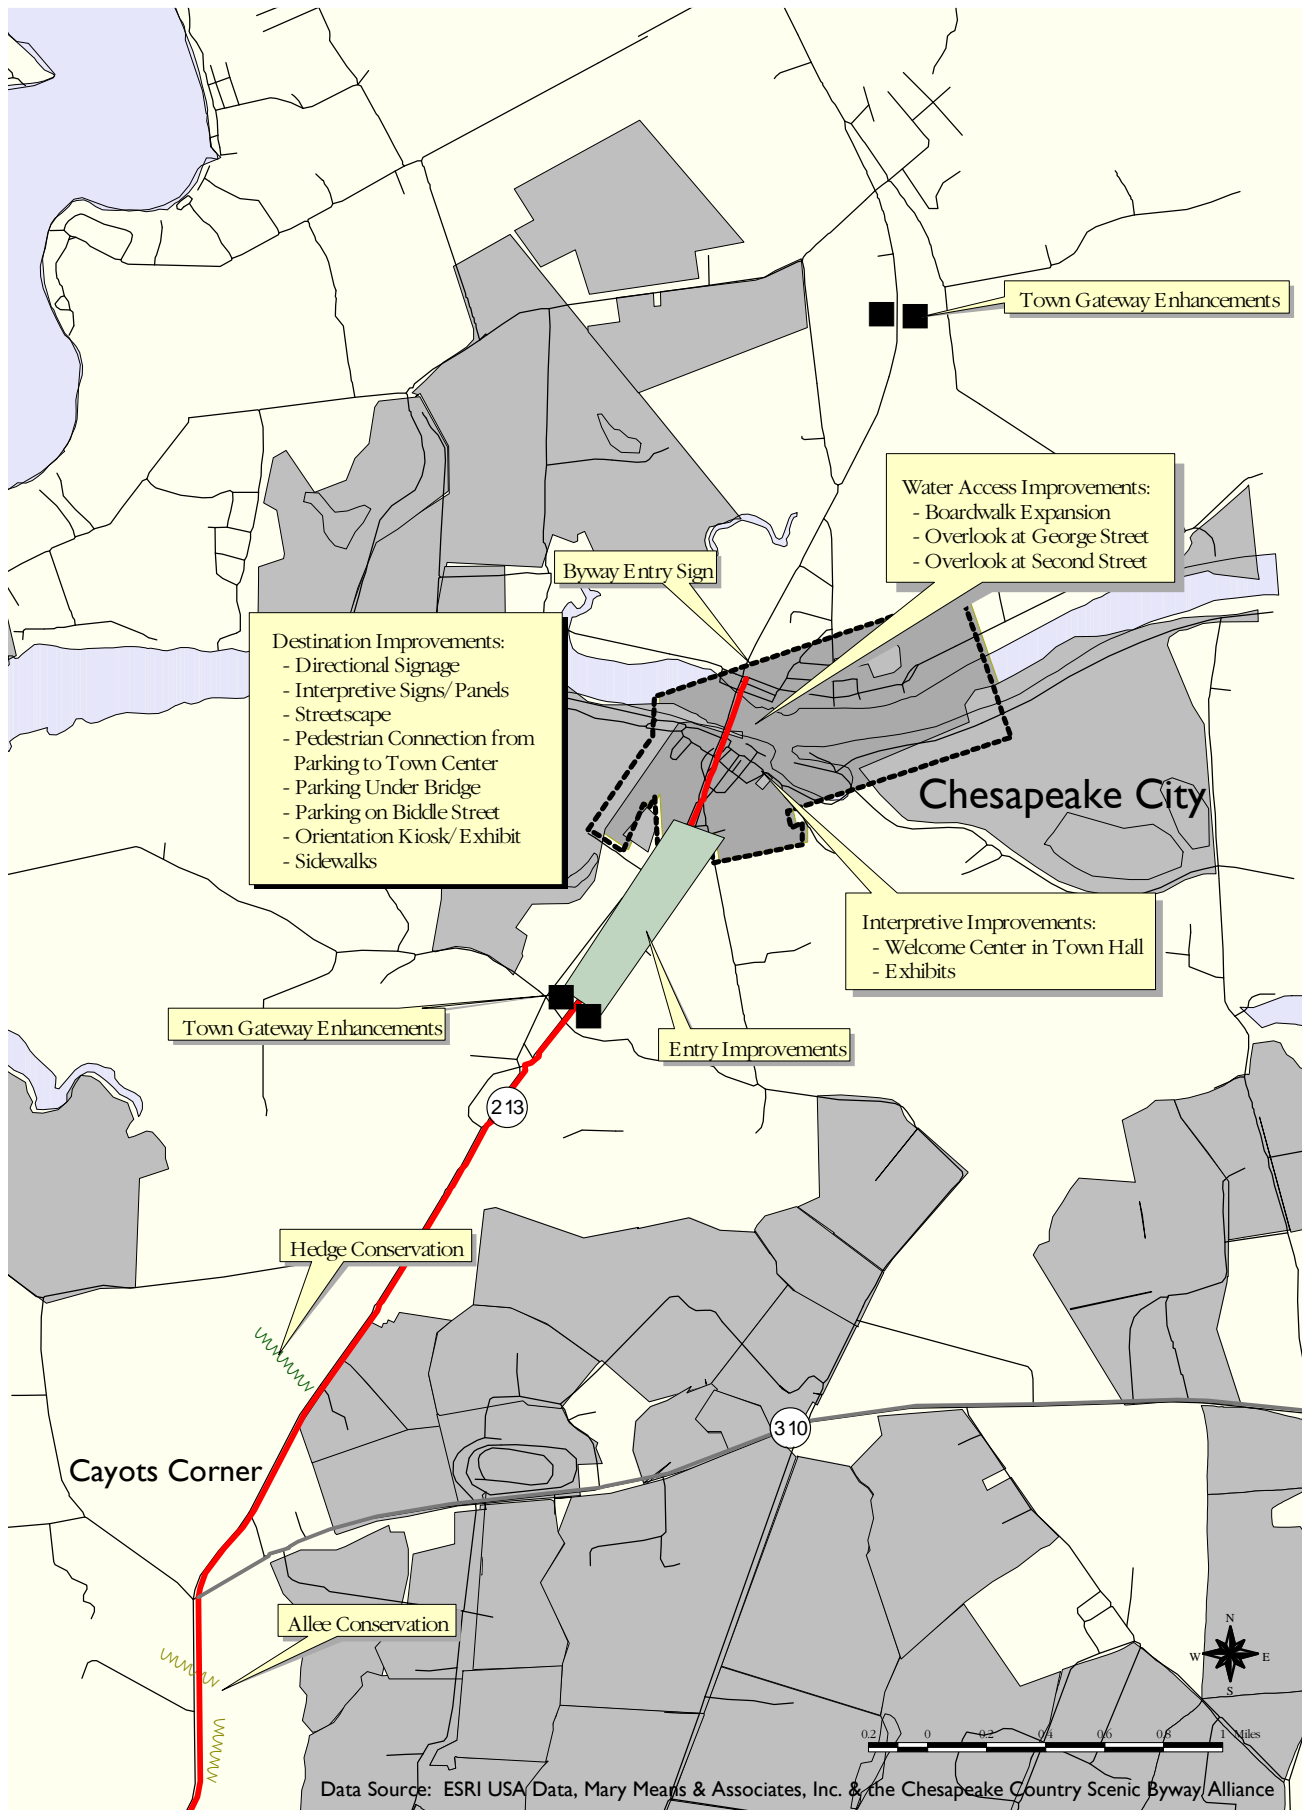 Town Gateway Enhancements
Water Access Improvements:
- Boardwalk Expansion
- Overlook at George Street
- Overlook at Second Street
Byway Entry Sign
Destination Improvements:
- Directional Signage
- Interpretive Signs/Panels
- Streetscape
- Pedestrian Connection from
Parking to Town Center
- Parking Under Bridge
- Parking on Biddle Street
- Orientation Kiosk/Exhibit
- Sidewalks
Chesapeake City
Interpretive Improvements:
- Welcome Center in Town Hall
- Exhibits
Town Gateway Enhancements
Entry Improvements
213
Hedge Conservation
310
Cayots Corner
Allee Conservation
N
W E
S
0.2 0 0.2 0.4 0.6 0.8 1 Miles
Data Source: ESRI USA Data, Mary Means & Associates, Inc. & the Chesapeake Country Scenic Byway Alliance